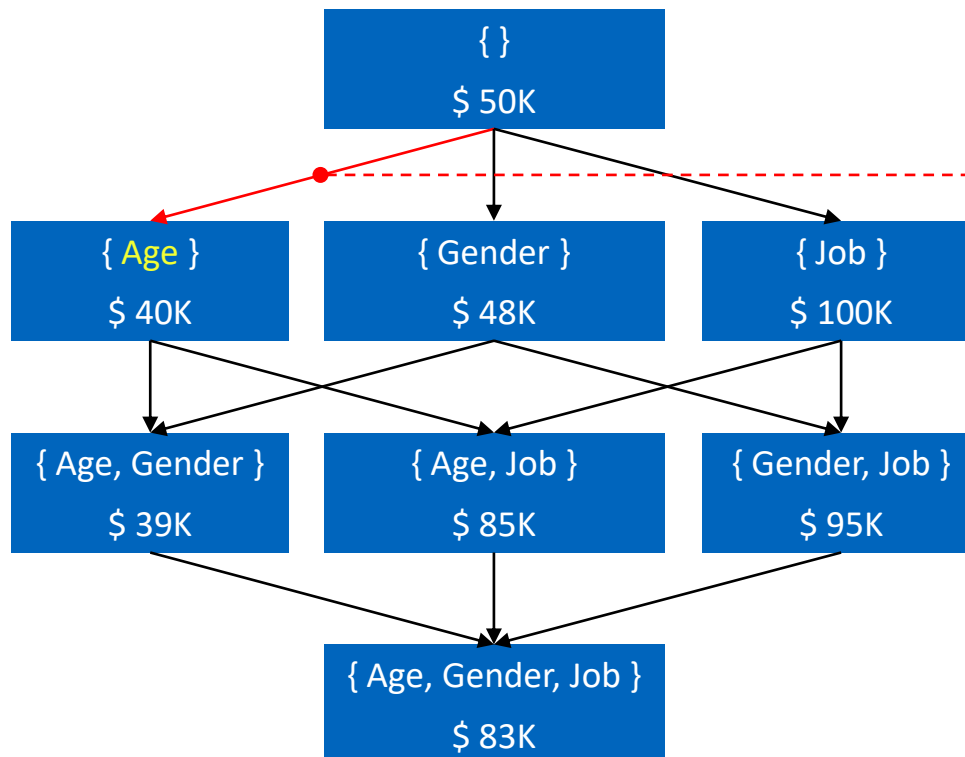 { }
$ 50K
{ Age }
$ 40K
{ Gender }
$ 48K
{ Job }
$ 100K
{ Age, Gender }
$ 39K
{ Age, Job }
$ 85K
{ Gender, Job }
$ 95K
{ Age, Gender, Job }
$ 83K